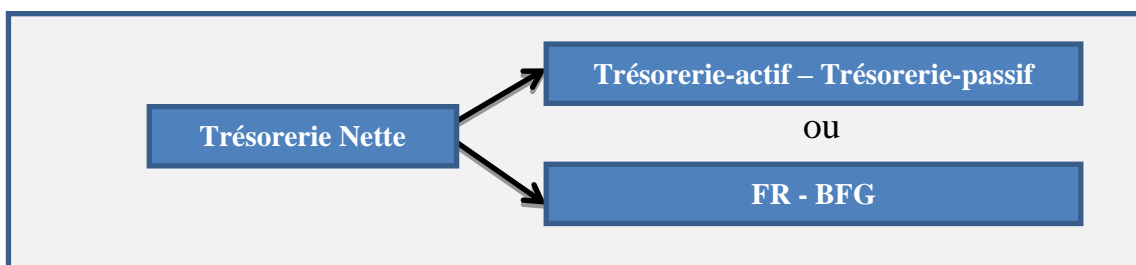 Trésorerie-actif – Trésorerie-passif
Trésorerie Nette
ou
FR - BFG